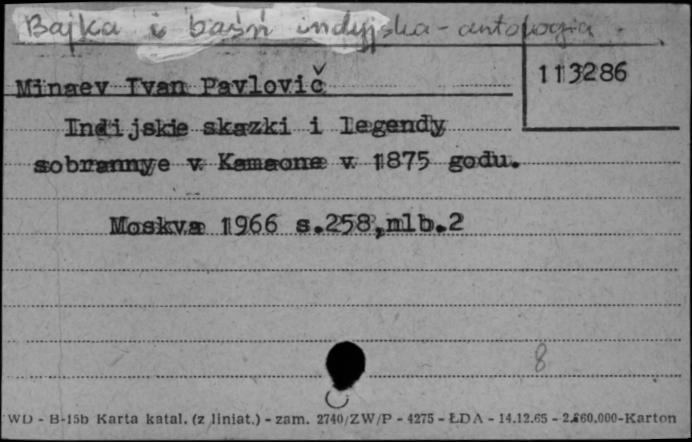 Bajka i baśń indyjska - antologia
113286
Minaev Ivan Pavlovič
Indijskie skazki i legendy
sobrannye v Kamaone v 1875 godu.
Moskva 1966 s.258,nlb.2
8
WD - B-15b Karta katal. (z liniat.) - zam. 2740/ZW/P - 4275 - ŁDA - 14.12.65 - 2.860.000-Karton